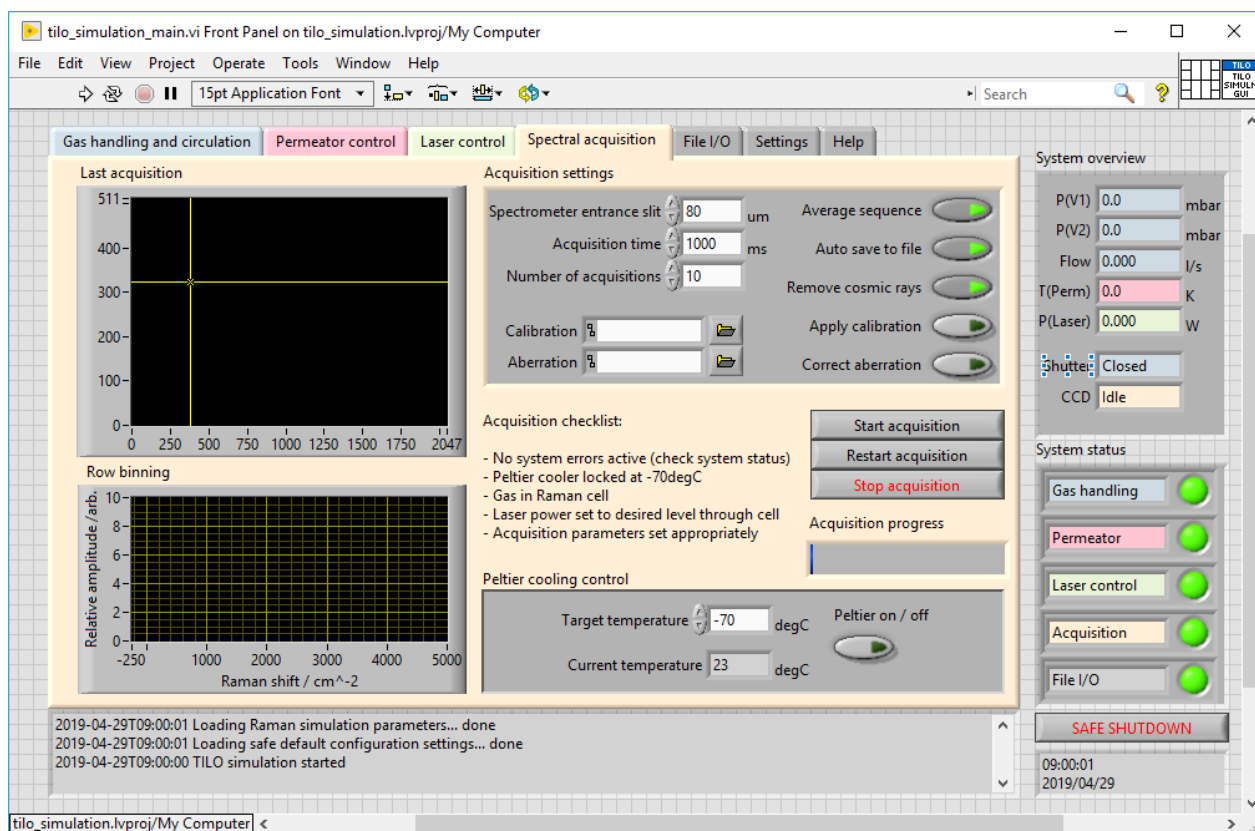 tilo_simulation_main.vi Front Panel on tilo_simulation.lvproj/My Computer
File Edit View Project Operate Tools Window Help
15pt Application Font
Search
TILO
TILO
SIMULN
GUI
Gas handling and circulation
Permeator control
Laser control
Spectral acquisition
File I/O
Settings
Help
Last acquisition
511
400
300
200
100
0
0 250 500 750 1000 1250 1500 1750 2047
Row binning
Relative amplitude /arb.
10
8
6
4
2
0
-250 1000 2000 3000 4000 5000
Raman shift / cm^-2
Acquisition settings
Spectrometer entrance slit 80 um
Acquisition time 1000 ms
Number of acquisitions 10
Calibration
Aberration
Average sequence
Auto save to file
Remove cosmic rays
Apply calibration
Correct aberration
Acquisition checklist:
- No system errors active (check system status)
- Peltier cooler locked at -70degC
- Gas in Raman cell
- Laser power set to desired level through cell
- Acquisition parameters set appropriately
Start acquisition
Restart acquisition
Stop acquisition
Acquisition progress
Peltier cooling control
Target temperature -70 degC
Current temperature 23 degC
Peltier on / off
System overview
P(V1) 0.0 mbar
P(V2) 0.0 mbar
Flow 0.000 l/s
T(Perm) 0.0 K
P(Laser) 0.000 W
Shutter Closed
CCD Idle
System status
Gas handling
Permeator
Laser control
Acquisition
File I/O
SAFE SHUTDOWN
09:00:01
2019/04/29
2019-04-29T09:00:01 Loading Raman simulation parameters... done
2019-04-29T09:00:01 Loading safe default configuration settings... done
2019-04-29T09:00:00 TILO simulation started
tilo_simulation.lvproj/My Computer